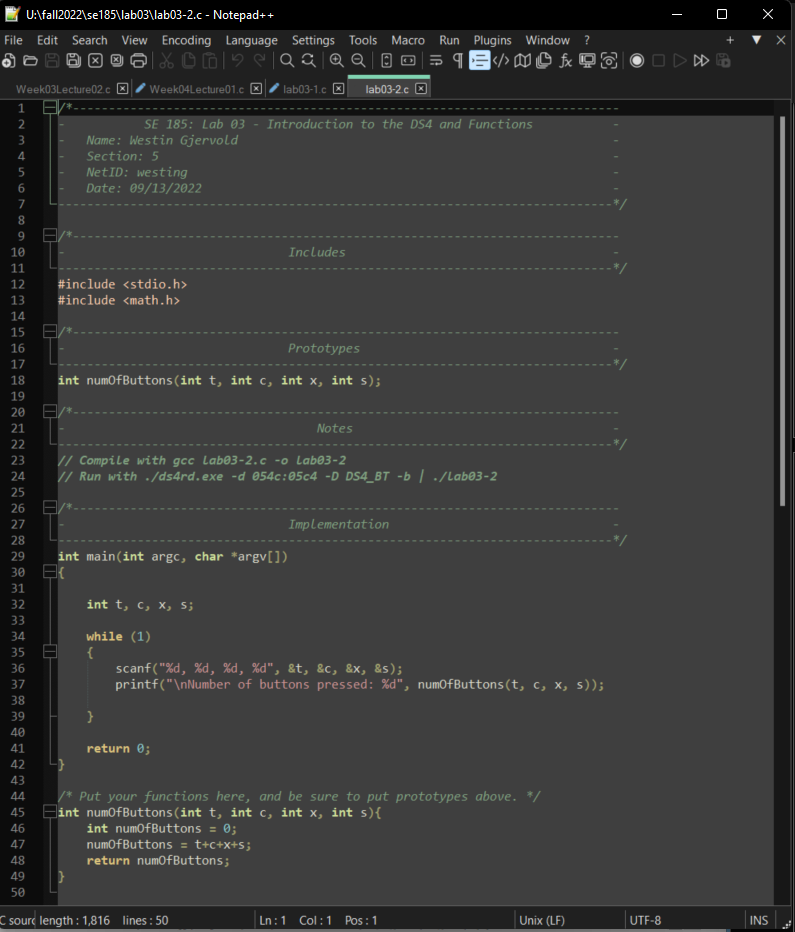 U:\fall2022\se185\lab03\lab03-2.c - Notepad++
File Edit Search View Encoding Language Settings Tools Macro Run Plugins Window ? + ▼ ✕
Week03Lecture02.c Week04Lecture01.c lab03-1.c lab03-2.c
1 /*---------------------------------------------------------------------------
2 - SE 185: Lab 03 - Introduction to the DS4 and Functions -
3 - Name: Westin Gjervold -
4 - Section: 5 -
5 - NetID: westing -
6 - Date: 09/13/2022 -
7 -----------------------------------------------------------------------------*/
8
9 /*---------------------------------------------------------------------------
10 - Includes -
11 -----------------------------------------------------------------------------*/
12 #include <stdio.h>
13 #include <math.h>
14
15 /*---------------------------------------------------------------------------
16 - Prototypes -
17 -----------------------------------------------------------------------------*/
18 int numOfButtons(int t, int c, int x, int s);
19
20 /*---------------------------------------------------------------------------
21 - Notes -
22 -----------------------------------------------------------------------------*/
23 // Compile with gcc lab03-2.c -o lab03-2
24 // Run with ./ds4rd.exe -d 054c:05c4 -D DS4_BT -b | ./lab03-2
25
26 /*---------------------------------------------------------------------------
27 - Implementation -
28 -----------------------------------------------------------------------------*/
29 int main(int argc, char *argv[])
30 {
31
32 int t, c, x, s;
33
34 while (1)
35 {
36 scanf("%d, %d, %d, %d", &t, &c, &x, &s);
37 printf("\nNumber of buttons pressed: %d", numOfButtons(t, c, x, s));
38
39 }
40
41 return 0;
42 }
43
44 /* Put your functions here, and be sure to put prototypes above. */
45 int numOfButtons(int t, int c, int x, int s){
46 int numOfButtons = 0;
47 numOfButtons = t+c+x+s;
48 return numOfButtons;
49 }
50
C sourc length : 1,816 lines : 50 Ln : 1 Col : 1 Pos : 1 Unix (LF) UTF-8 INS